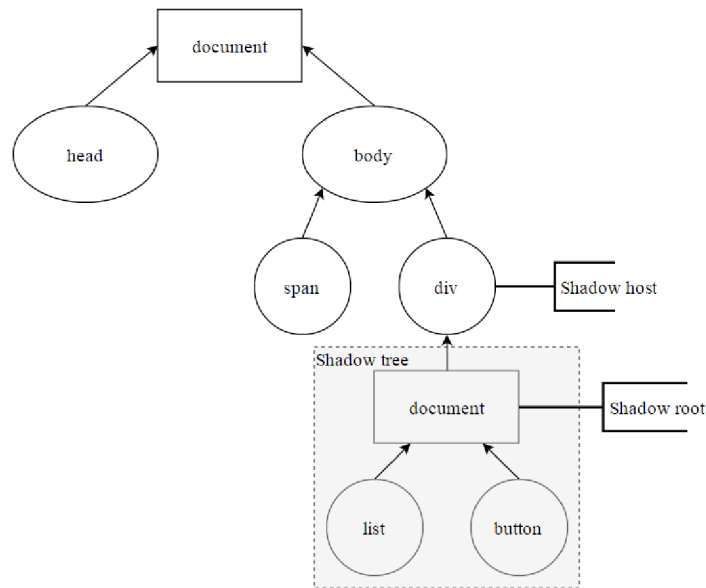 document
head
body
span
div
Shadow host
Shadow tree
document
Shadow root
list
button